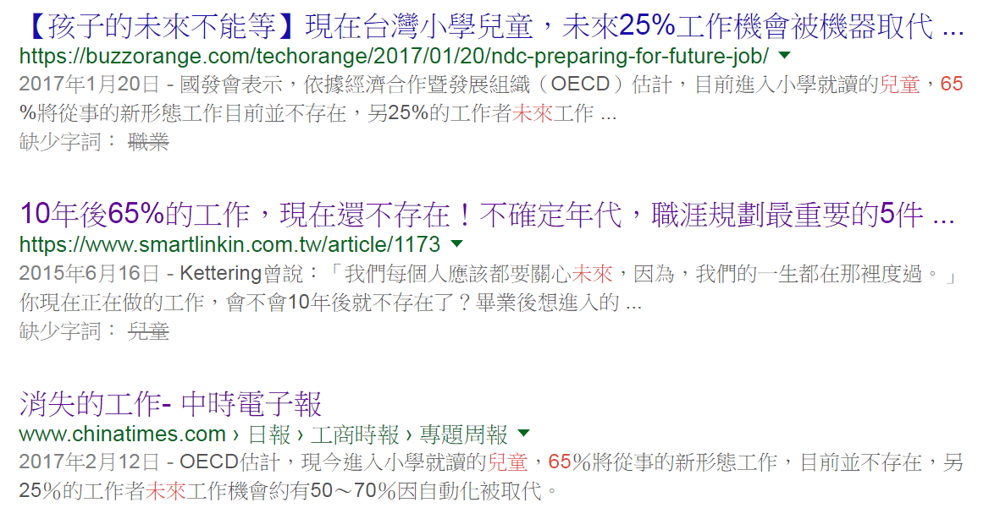 【孩子的未來不能等】現在台灣小學兒童，未來25%工作機會被機器取代 ...
https://buzzorange.com/techorange/2017/01/20/ndc-preparing-for-future-job/
2017年1月20日 - 國發會表示，依據經濟合作暨發展組織（OECD）估計，目前進入小學就讀的兒童，65
%將從事的新形態工作目前並不存在，另25%的工作者未來工作 ...
缺少字詞： 職業
10年後65%的工作，現在還不存在！不確定年代，職涯規劃最重要的5件 ...
https://www.smartlinkin.com.tw/article/1173
2015年6月16日 - Kettering曾說：「我們每個人應該都要關心未來，因為，我們的一生都在那裡度過。」
你現在正在做的工作，會不會10年後就不存在了？畢業後想進入的 ...
缺少字詞： 兒童
消失的工作- 中時電子報
www.chinatimes.com › 日報 › 工商時報 › 專題周報
2017年2月12日 - OECD估計，現今進入小學就讀的兒童，65％將從事的新形態工作，目前並不存在，另
25％的工作者未來工作機會約有50～70％因自動化被取代。